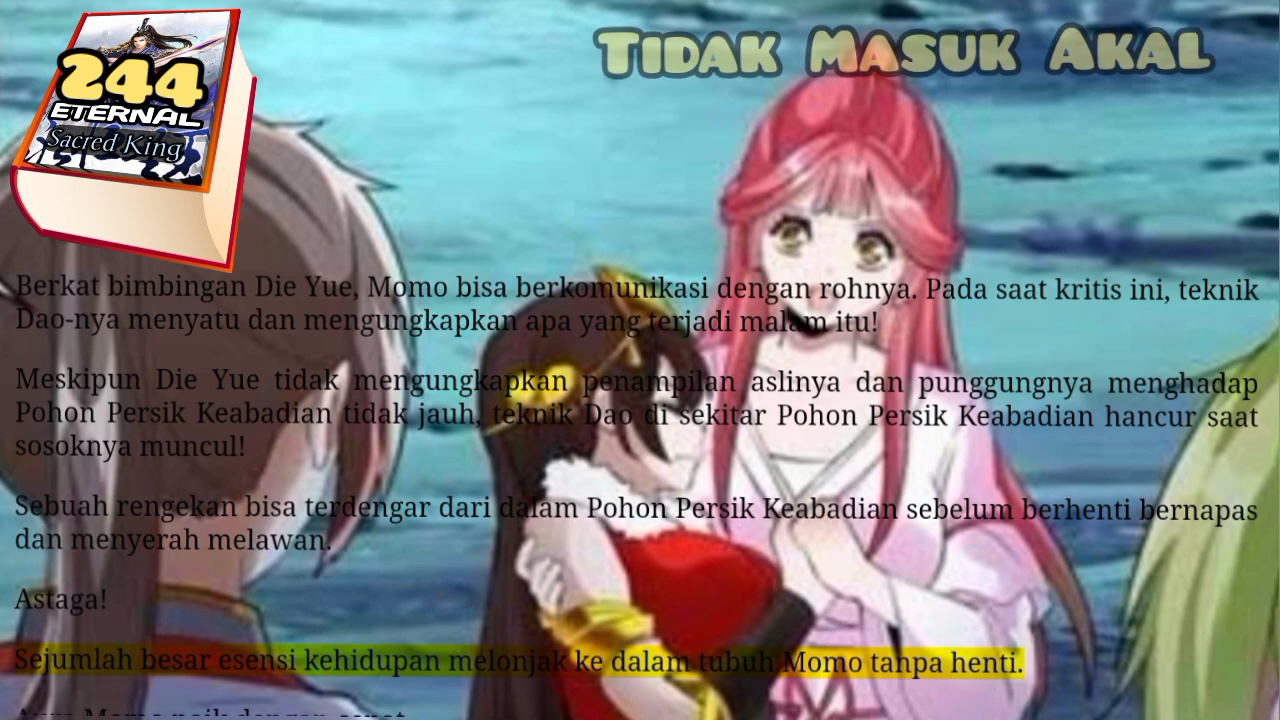 244
ETERNAL
Sacred King
TIDAK MASUK AKAL
Berkat bimbingan Die Yue, Momo bisa berkomunikasi dengan rohnya. Pada saat kritis ini, teknik
Dao-nya menyatu dan mengungkapkan apa yang terjadi malam itu!
Meskipun Die Yue tidak mengungkapkan penampilan aslinya dan punggungnya menghadap
Pohon Persik Keabadian tidak jauh, teknik Dao di sekitar Pohon Persik Keabadian hancur saat
sosoknya muncul!
Sebuah rengekan bisa terdengar dari dalam Pohon Persik Keabadian sebelum berhenti bernapas
dan menyerah melawan.
Astaga!
Sejumlah besar esensi kehidupan melonjak ke dalam tubuh Momo tanpa henti.